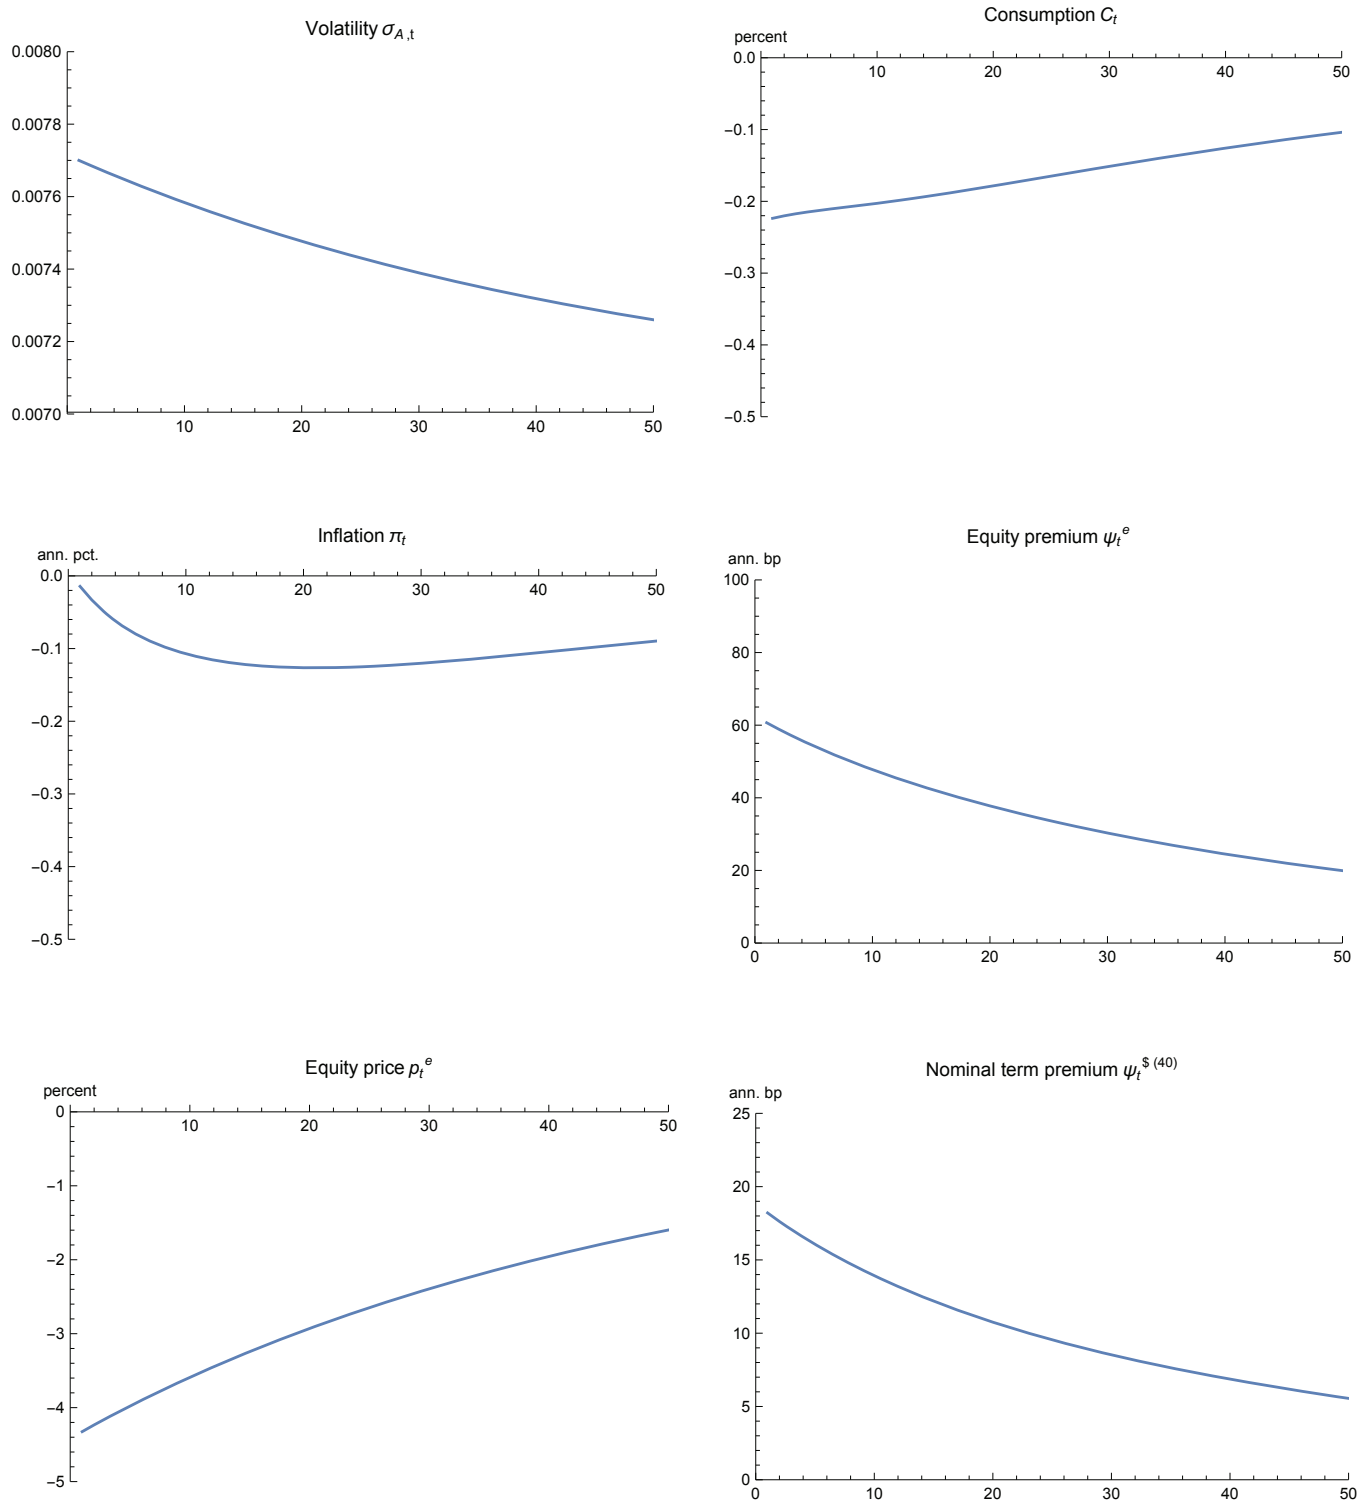 Volatility σA,t
0.0080
0.0078
0.0076
0.0074
0.0072
0.0070
10 20 30 40 50
Consumption Ct
percent
0.0
10 20 30 40 50
−0.1
−0.2
−0.3
−0.4
−0.5
Inflation πt
ann. pct.
0.0
10 20 30 40 50
−0.1
−0.2
−0.3
−0.4
−0.5
Equity premium ψt^e
ann. bp
100
80
60
40
20
0
0 10 20 30 40 50
Equity price pt^e
percent
0
10 20 30 40 50
−1
−2
−3
−4
−5
Nominal term premium ψt^$ (40)
ann. bp
25
20
15
10
5
0
0 10 20 30 40 50